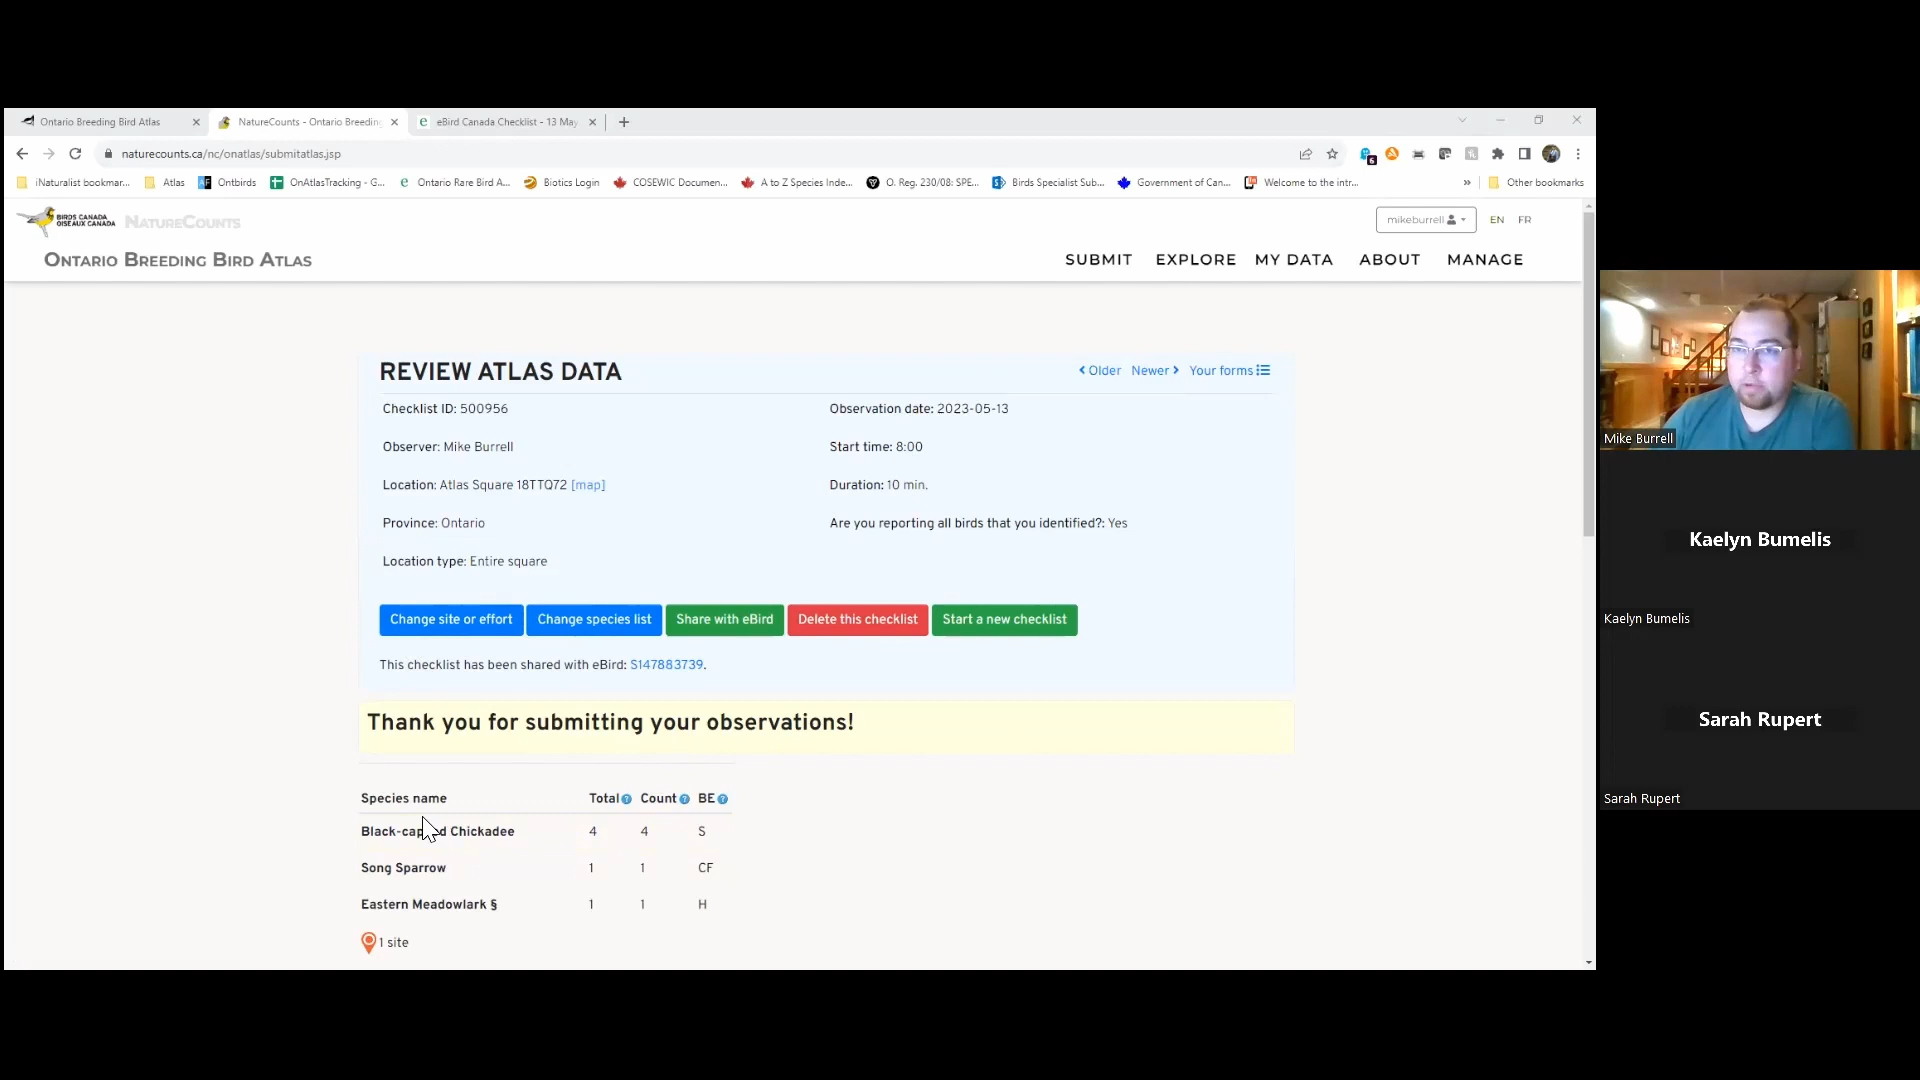 Ontario Breeding Bird Atlas
NatureCounts - Ontario Breeding
eBird Canada Checklist - 13 May
naturecounts.ca/nc/onatlas/submitatlas.jsp
iNaturalist bookmar...
Atlas
Ontbirds
OnAtlasTracking - G...
Ontario Rare Bird A...
Biotics Login
COSEWIC Documen...
A to Z Species Inde...
O. Reg. 230/08: SPE...
Birds Specialist Sub...
Government of Can...
Welcome to the intr...
»
Other bookmarks
BIRDS CANADA
OISEAUX CANADA
NATURECOUNTS
mikeburrell
EN
FR
ONTARIO BREEDING BIRD ATLAS
SUBMIT
EXPLORE
MY DATA
ABOUT
MANAGE
REVIEW ATLAS DATA
Older
Newer
Your forms
Checklist ID: 500956
Observation date: 2023-05-13
Observer: Mike Burrell
Start time: 8:00
Location: Atlas Square 18TTQ72 [map]
Duration: 10 min.
Province: Ontario
Are you reporting all birds that you identified?: Yes
Location type: Entire square
Change site or effort
Change species list
Share with eBird
Delete this checklist
Start a new checklist
This checklist has been shared with eBird: S147883739.
Thank you for submitting your observations!
Species name Total Count BE
Black-capped Chickadee 4 4 S
Song Sparrow 1 1 CF
Eastern Meadowlark § 1 1 H
1 site
Mike Burrell
Kaelyn Bumelis
Kaelyn Bumelis
Sarah Rupert
Sarah Rupert